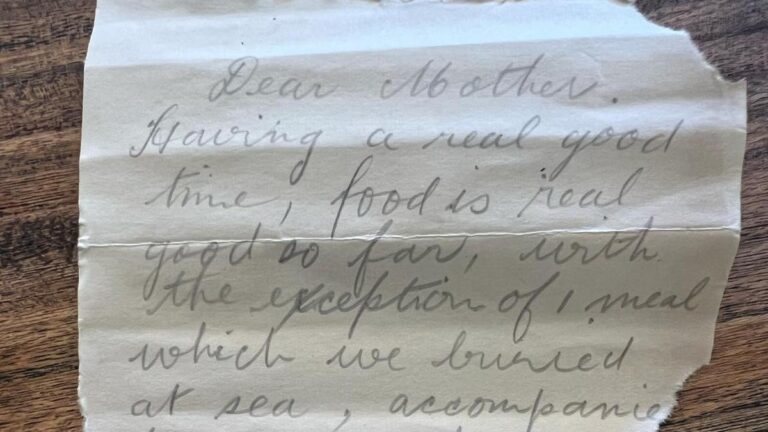 Dear Mother.
Having a real good
time, food is real
good so far, with
the exception of 1 meal
which we buried
at sea, accompanie